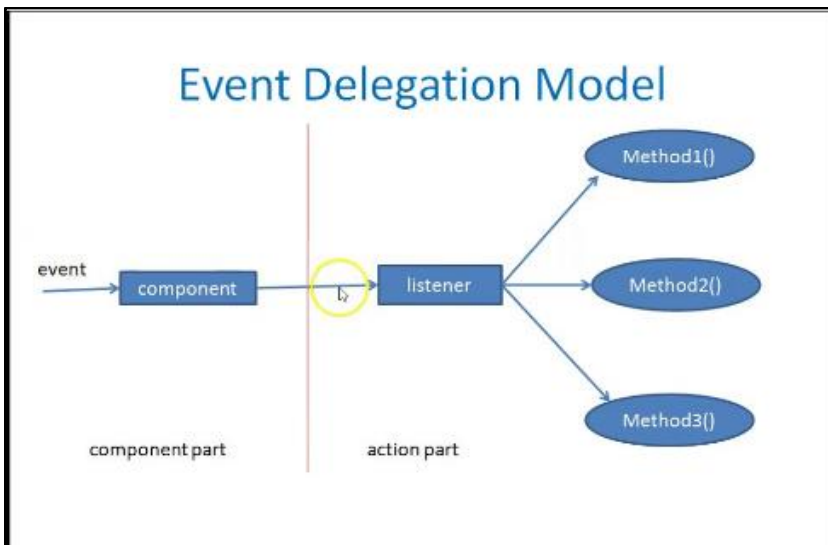 Event Delegation Model
Method1()
event
component
listener
Method2()
Method3()
component part
action part